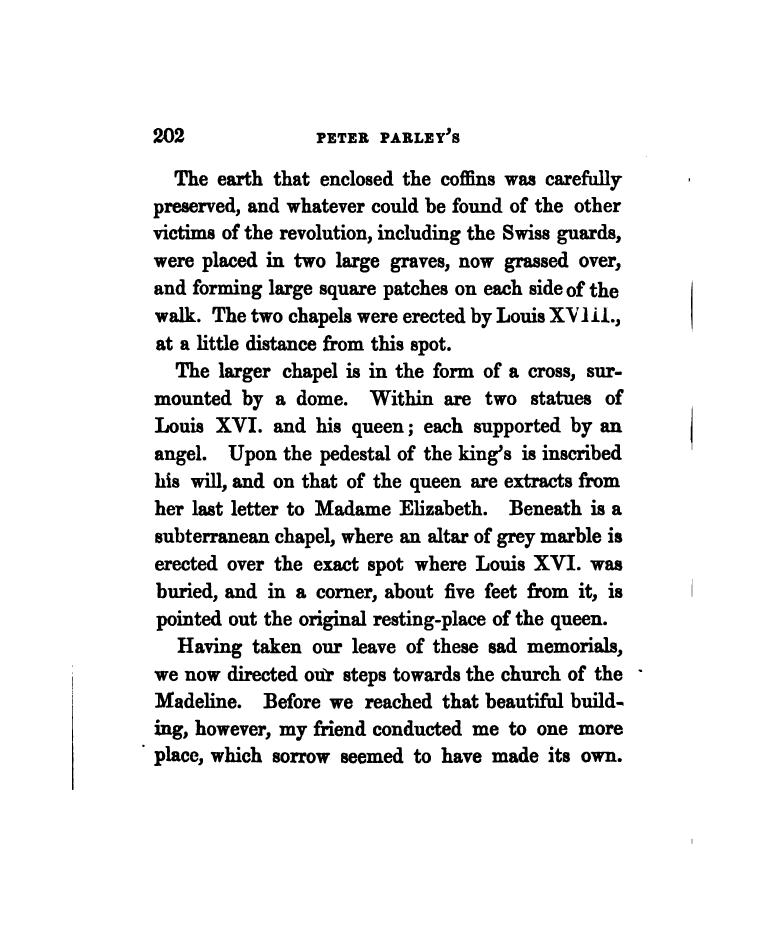 202 PETER PARLEY'S
The earth that enclosed the coffins was carefully
preserved, and whatever could be found of the other
victims of the revolution, including the Swiss guards,
were placed in two large graves, now grassed over,
and forming large square patches on each side of the
walk. The two chapels were erected by Louis XVIII.,
at a little distance from this spot.
The larger chapel is in the form of a cross, sur-
mounted by a dome. Within are two statues of
Louis XVI. and his queen; each supported by an
angel. Upon the pedestal of the king's is inscribed
his will, and on that of the queen are extracts from
her last letter to Madame Elizabeth. Beneath is a
subterranean chapel, where an altar of grey marble is
erected over the exact spot where Louis XVI. was
buried, and in a corner, about five feet from it, is
pointed out the original resting-place of the queen.
Having taken our leave of these sad memorials,
we now directed our steps towards the church of the
Madeline. Before we reached that beautiful build-
ing, however, my friend conducted me to one more
place, which sorrow seemed to have made its own.